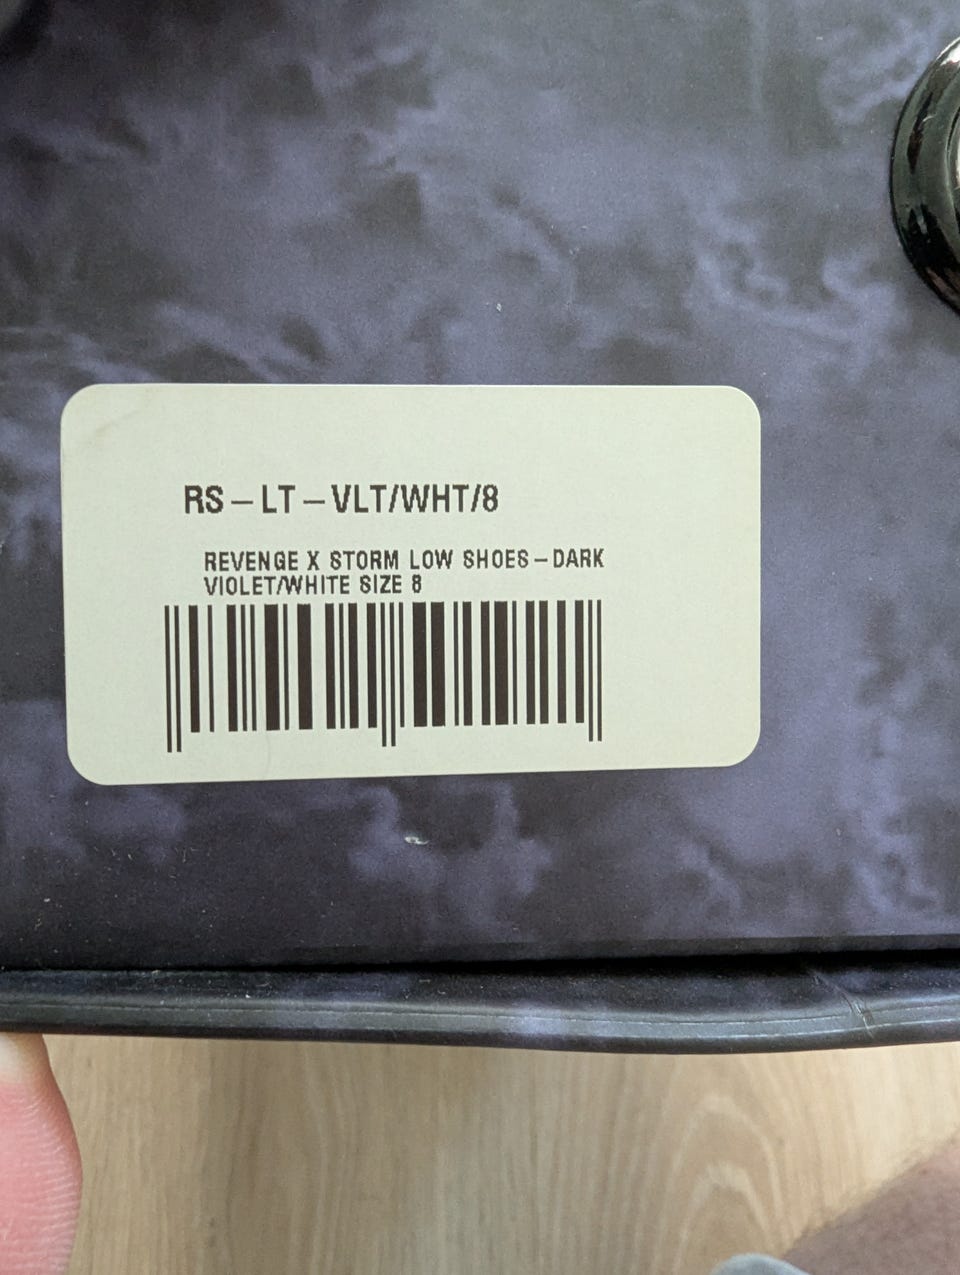 RS – LT – VLT/WHT/8
REVENGE X STORM LOW SHOES – DARK
VIOLET/WHITE SIZE 8